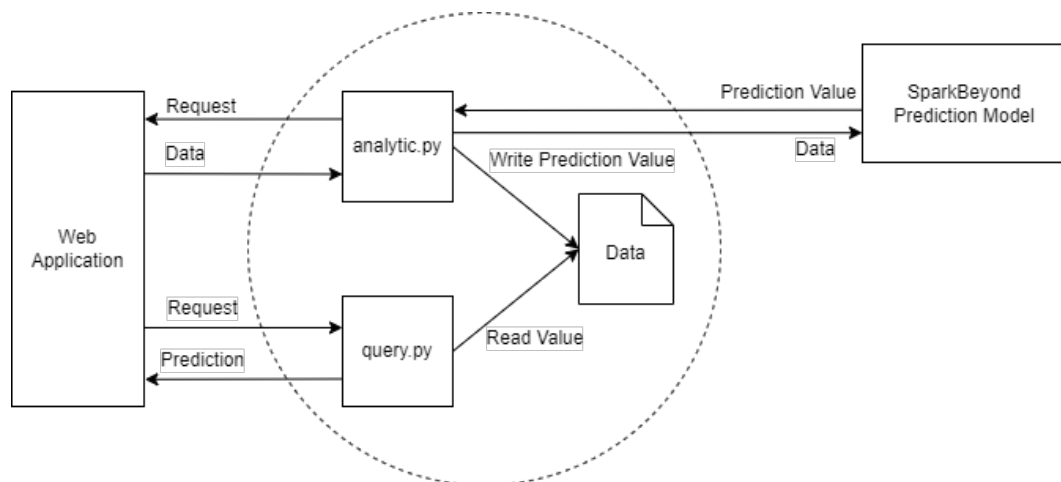 Prediction Value
SparkBeyond
Prediction Model
Request
analytic.py
Data
Data
Write Prediction Value
Web
Application
Data
Request
query.py
Read Value
Prediction